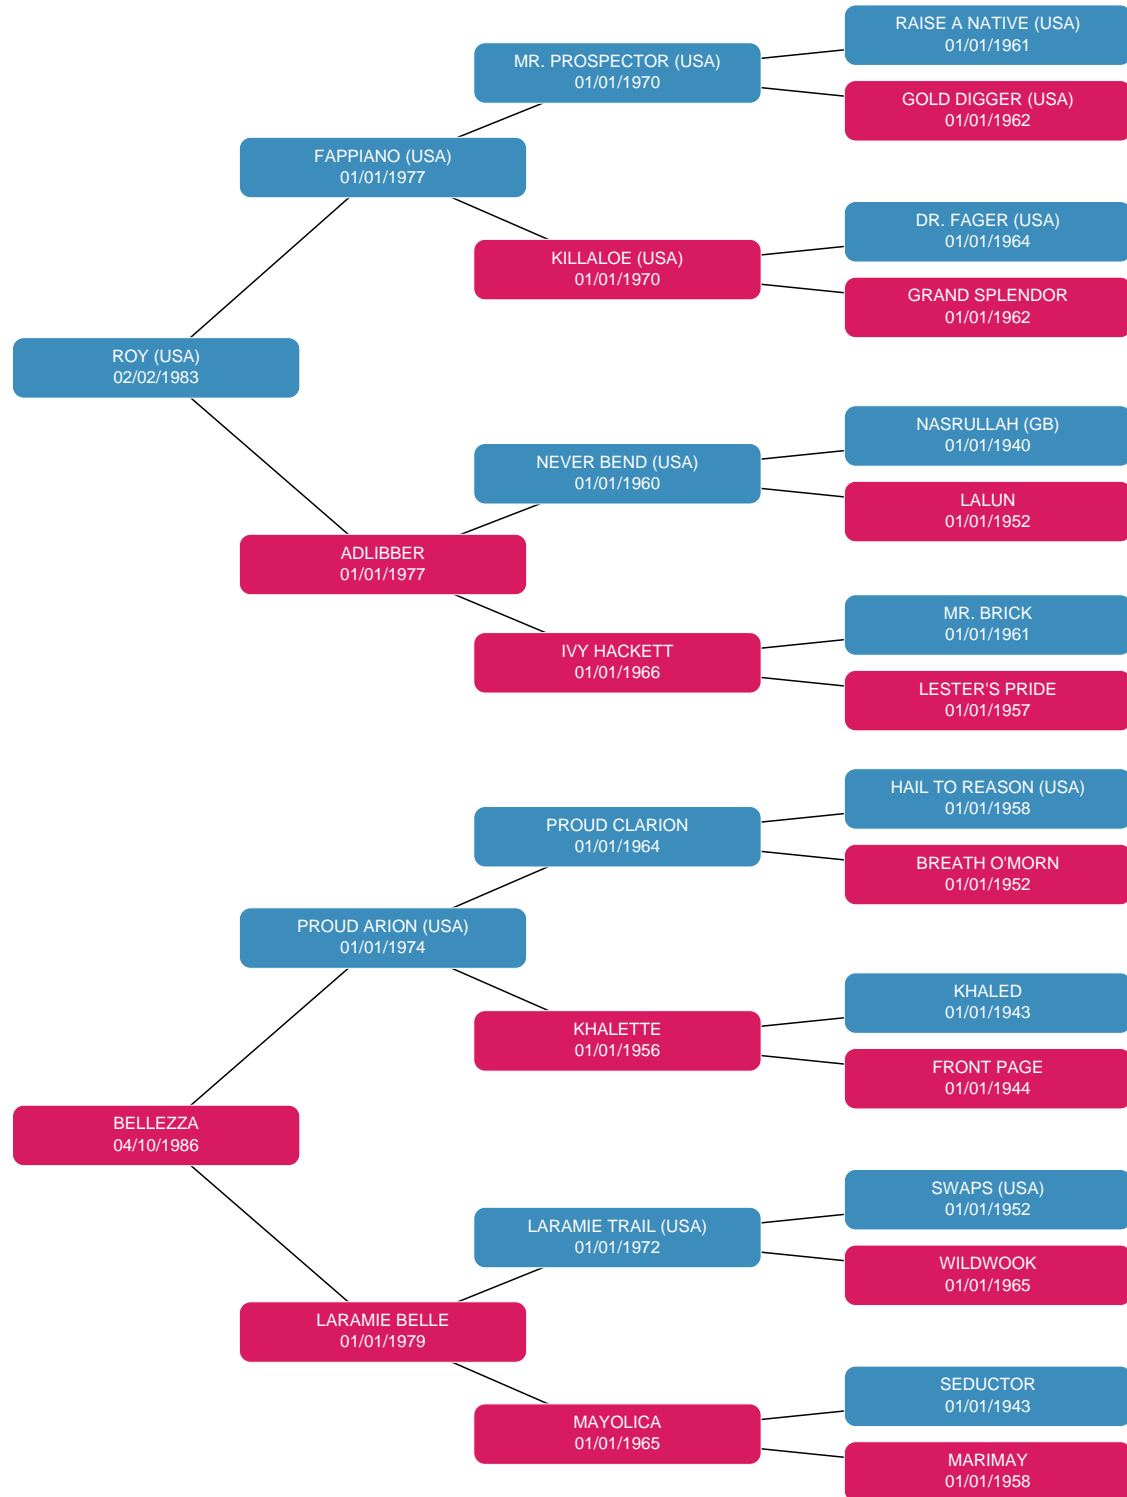 RAISE A NATIVE (USA)
01/01/1961
MR. PROSPECTOR (USA)
01/01/1970
GOLD DIGGER (USA)
01/01/1962
FAPPIANO (USA)
01/01/1977
DR. FAGER (USA)
01/01/1964
KILLALOE (USA)
01/01/1970
GRAND SPLENDOR
01/01/1962
ROY (USA)
02/02/1983
NASRULLAH (GB)
01/01/1940
NEVER BEND (USA)
01/01/1960
LALUN
01/01/1952
ADLIBBER
01/01/1977
MR. BRICK
01/01/1961
IVY HACKETT
01/01/1966
LESTER'S PRIDE
01/01/1957
HAIL TO REASON (USA)
01/01/1958
PROUD CLARION
01/01/1964
BREATH O'MORN
01/01/1952
PROUD ARION (USA)
01/01/1974
KHALED
01/01/1943
KHALETTE
01/01/1956
FRONT PAGE
01/01/1944
BELLEZZA
04/10/1986
SWAPS (USA)
01/01/1952
LARAMIE TRAIL (USA)
01/01/1972
WILDWOOK
01/01/1965
LARAMIE BELLE
01/01/1979
SEDUCTOR
01/01/1943
MAYOLICA
01/01/1965
MARIMAY
01/01/1958